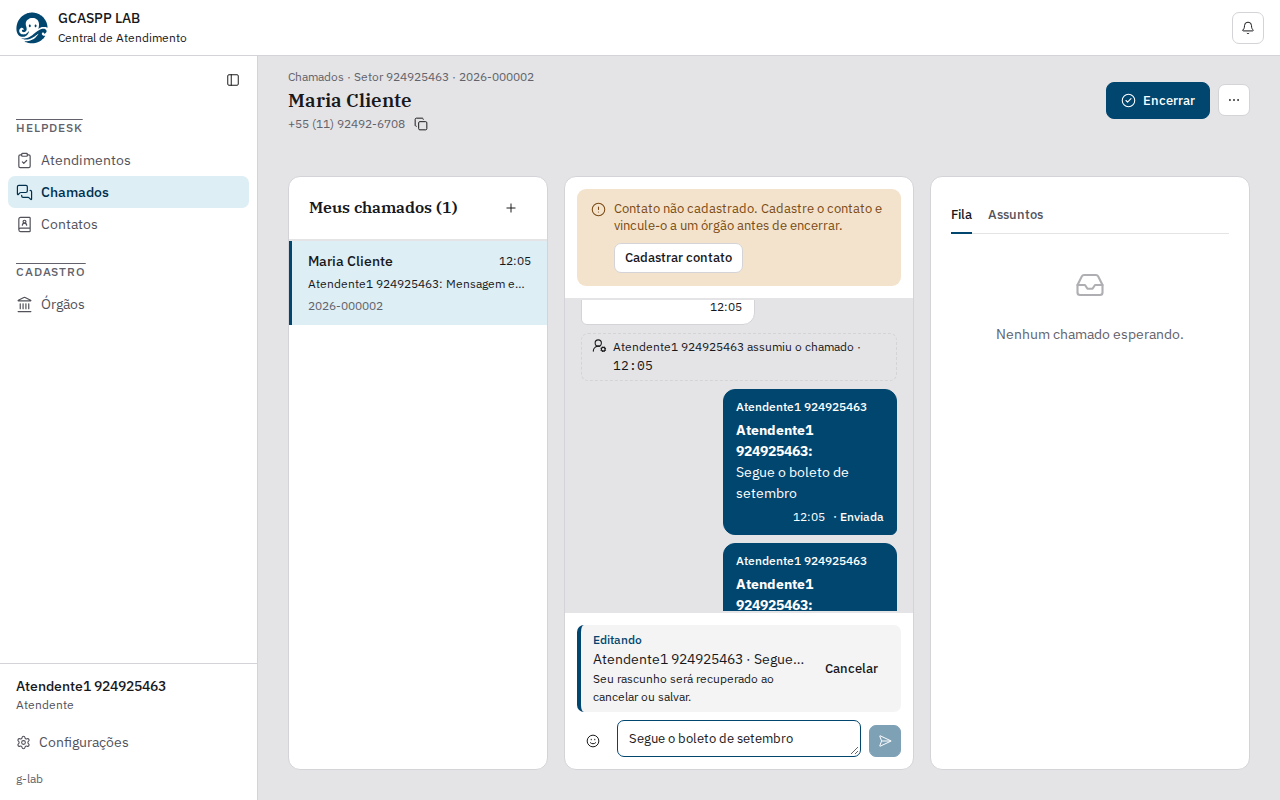 GCASPP LAB
Central de Atendimento
HELPDESK
Atendimentos
Chamados
Contatos
CADASTRO
Órgãos
Atendente1 924925463
Atendente
Configurações
g-lab
Chamados · Setor 924925463 · 2026-000002
Maria Cliente
+55 (11) 92492-6708
Encerrar
Meus chamados (1)
Maria Cliente 12:05
Atendente1 924925463: Mensagem e...
2026-000002
Contato não cadastrado. Cadastre o contato e
vincule-o a um órgão antes de encerrar.
Cadastrar contato
12:05
Atendente1 924925463 assumiu o chamado ·
12:05
Atendente1 924925463
Atendente1
924925463:
Segue o boleto de
setembro
12:05 · Enviada
Atendente1 924925463
Atendente1
924925463:
Editando
Atendente1 924925463 · Segue...
Seu rascunho será recuperado ao
cancelar ou salvar.
Cancelar
Segue o boleto de setembro
Fila Assuntos
Nenhum chamado esperando.